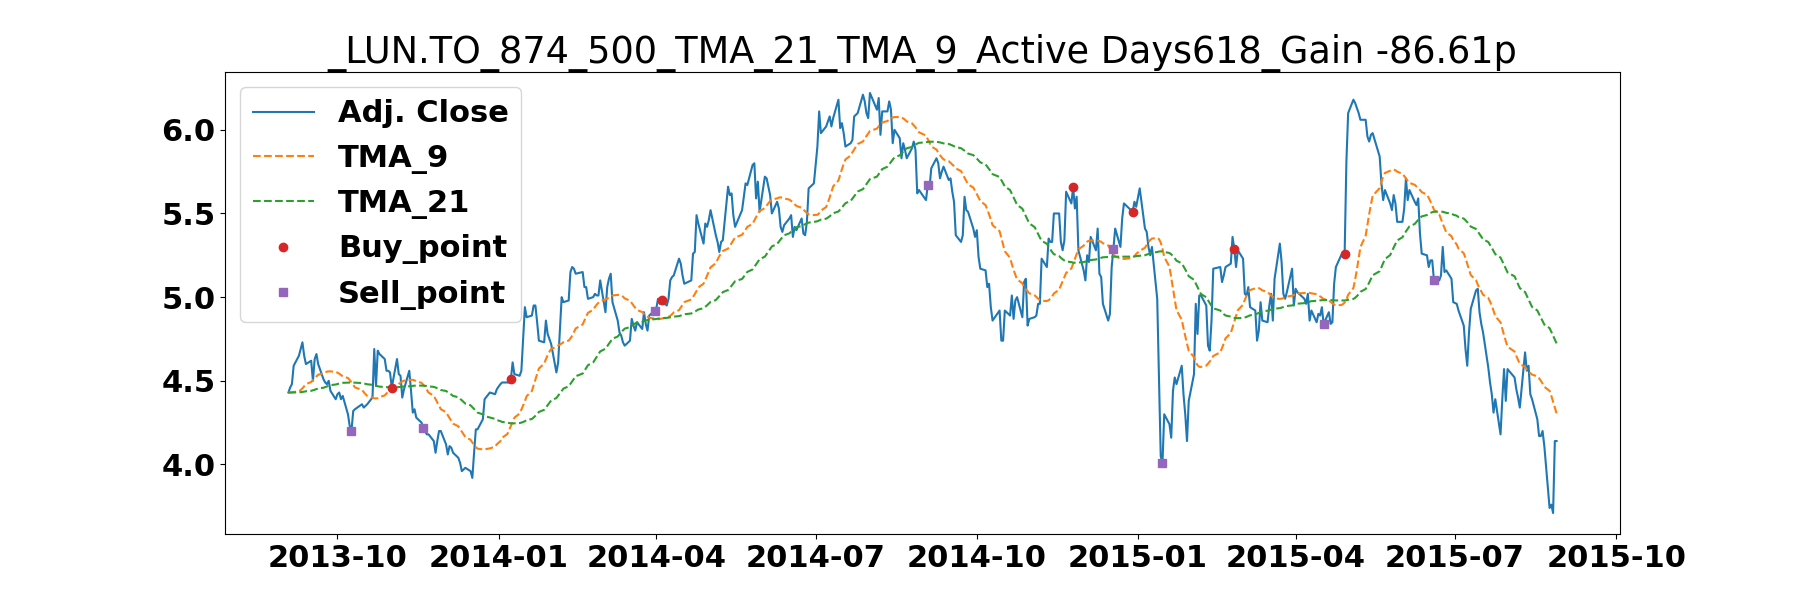 _LUN.TO_874_500_TMA_21_TMA_9_Active Days618_Gain -86.61p
Adj. Close
TMA_9
TMA_21
Buy_point
Sell_point
6.0
5.5
5.0
4.5
4.0
2013-10 2014-01 2014-04 2014-07 2014-10 2015-01 2015-04 2015-07 2015-10